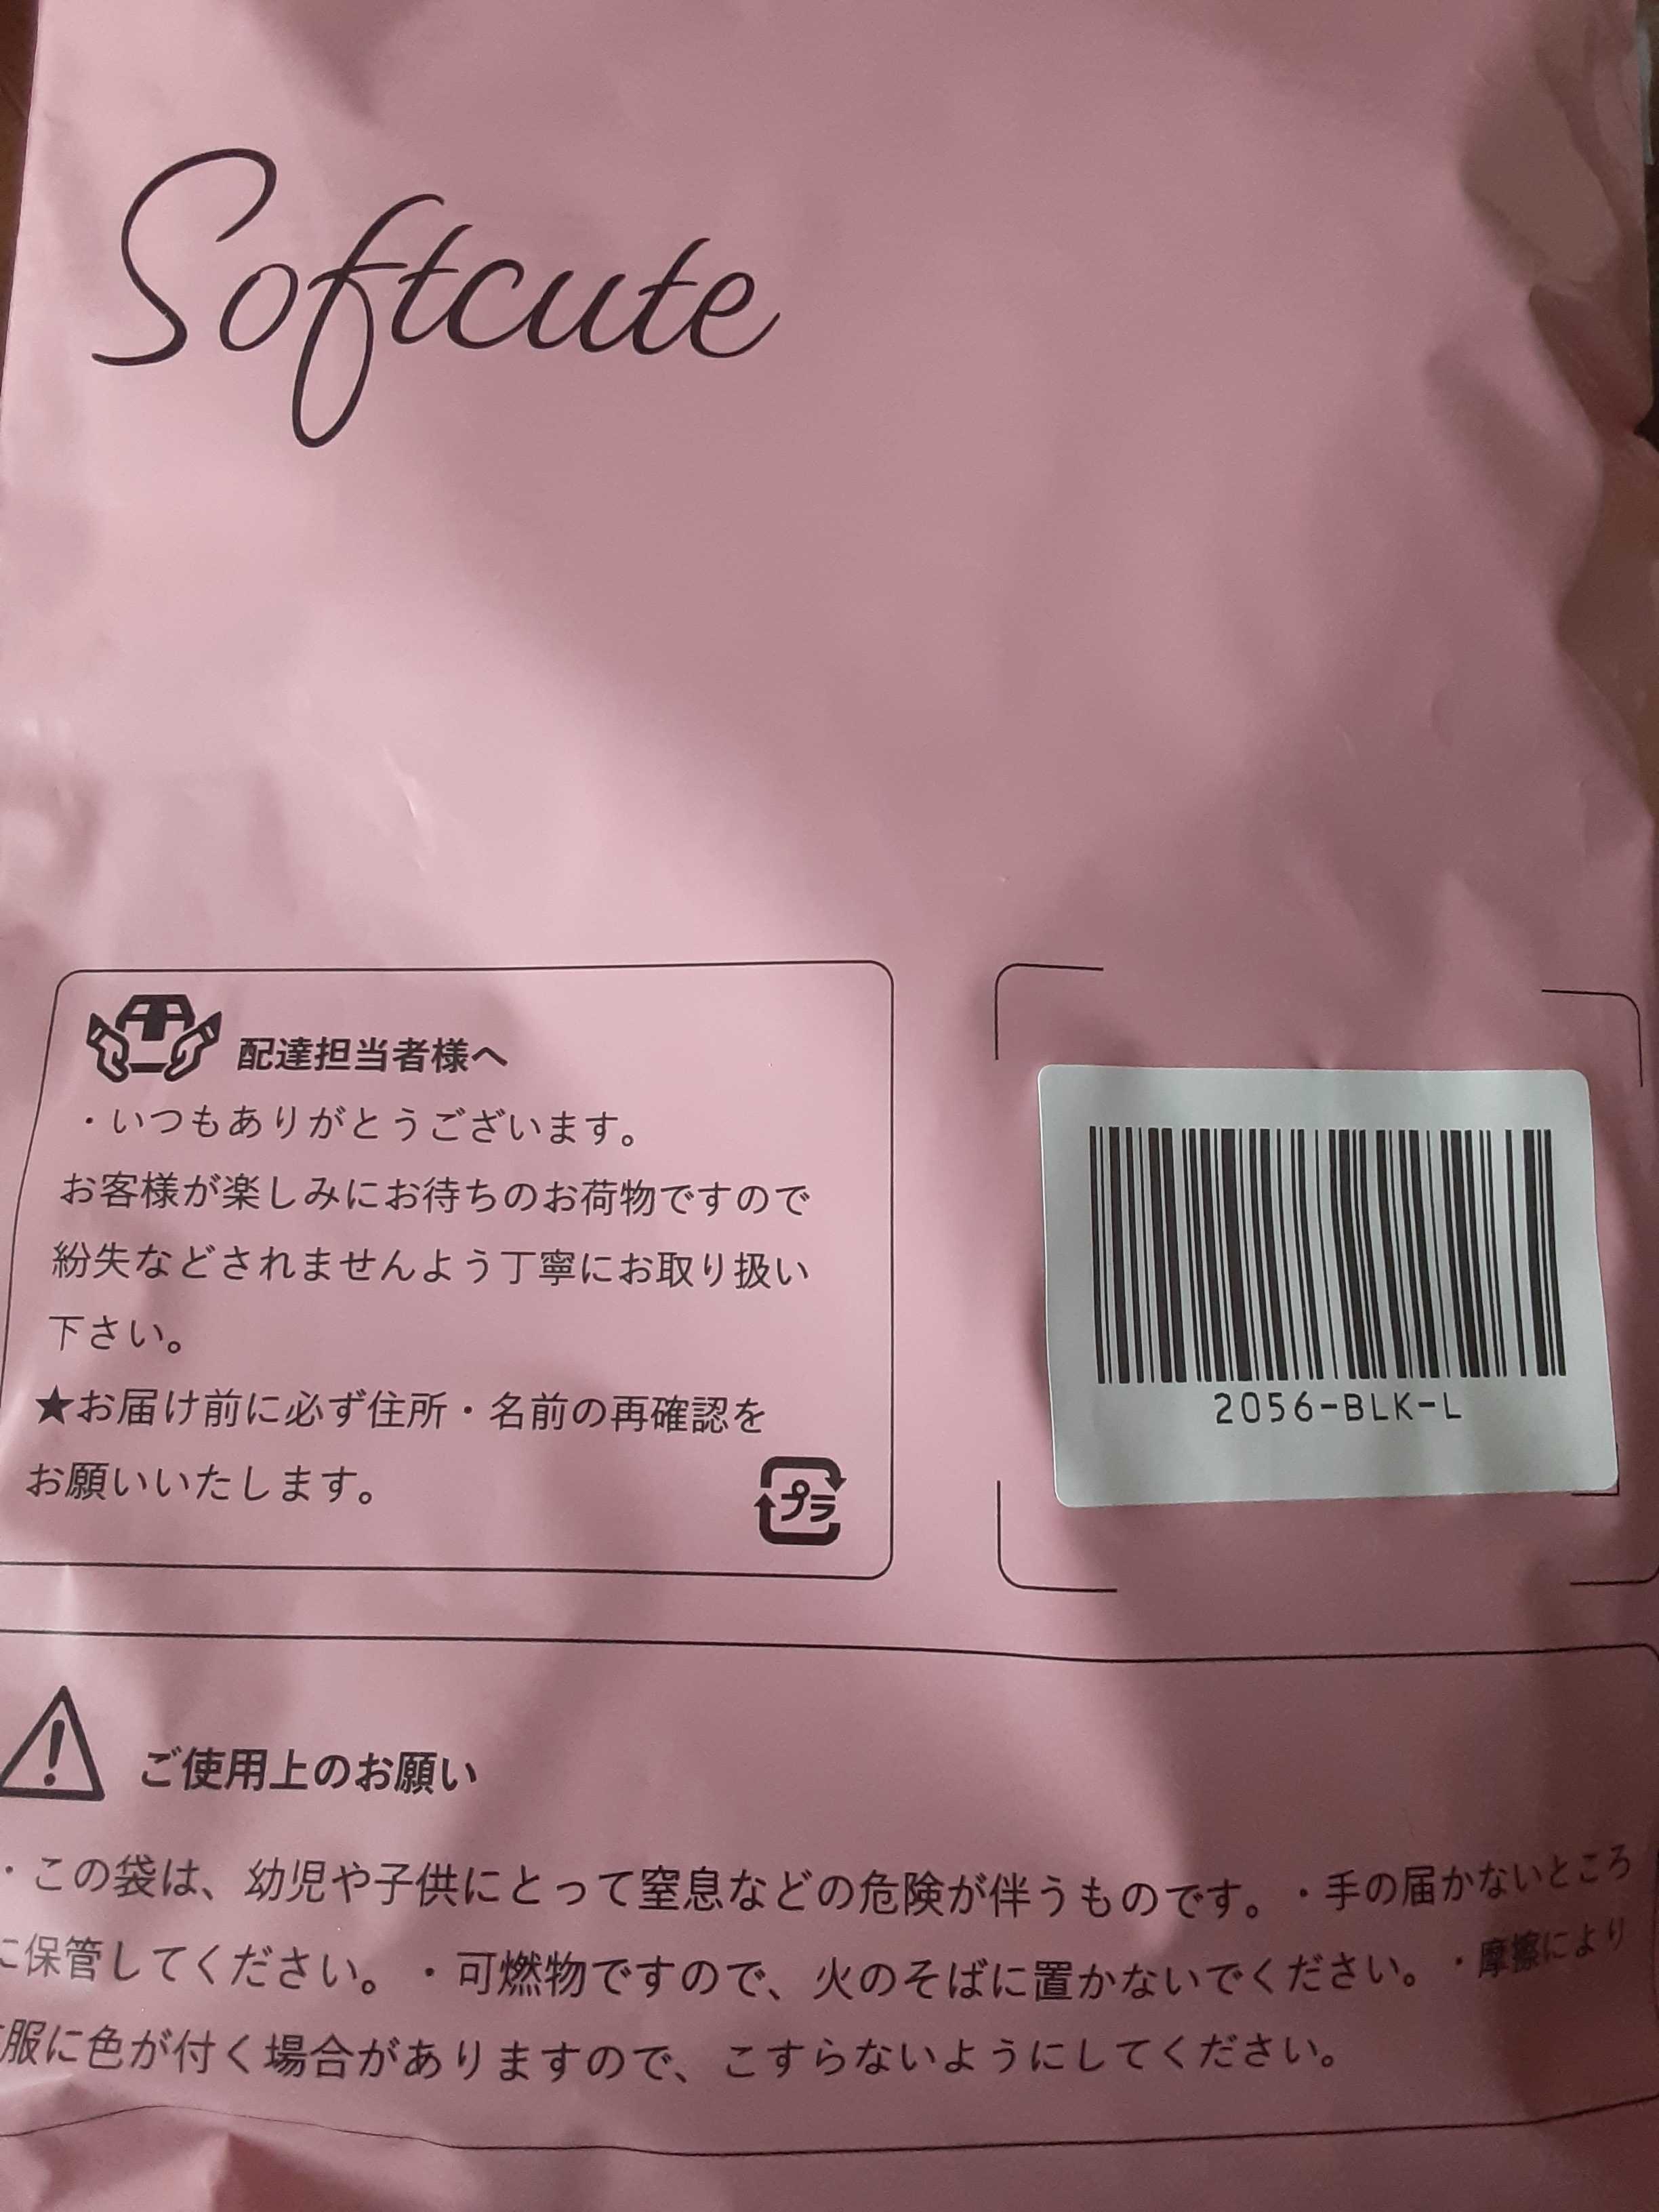 Softcute
配達担当者様へ
・いつもありがとうございます。
お客様が楽しみにお待ちのお荷物ですので
紛失などされませんよう丁寧にお取り扱い
下さい。
★お届け前に必ず住所・名前の再確認を
お願いいたします。
プラ
2056-BLK-L
ご使用上のお願い
・この袋は、幼児や子供にとって窒息などの危険が伴うものです。・手の届かないところ
に保管してください。・可燃物ですので、火のそばに置かないでください。・摩擦により
服に色が付く場合がありますので、こすらないようにしてください。